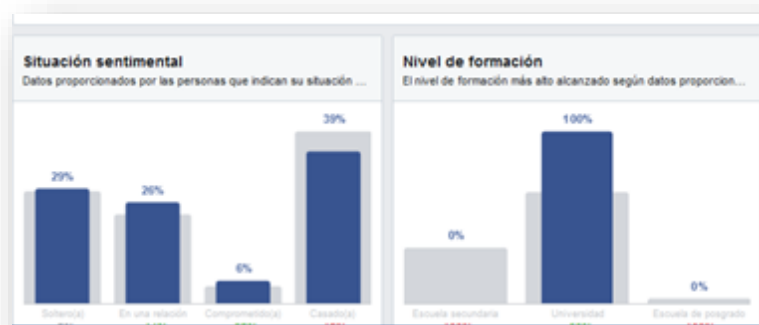 Situación sentimental
Datos proporcionados por las personas que indican su situación ...
39%
29%
26%
6%
Soltero(a) En una relación Comprometido(a) Casado(a)
Nivel de formación
El nivel de formación más alto alcanzado según datos proporcion...
100%
0%
0%
Escuela secundaria Universidad Escuela de posgrado